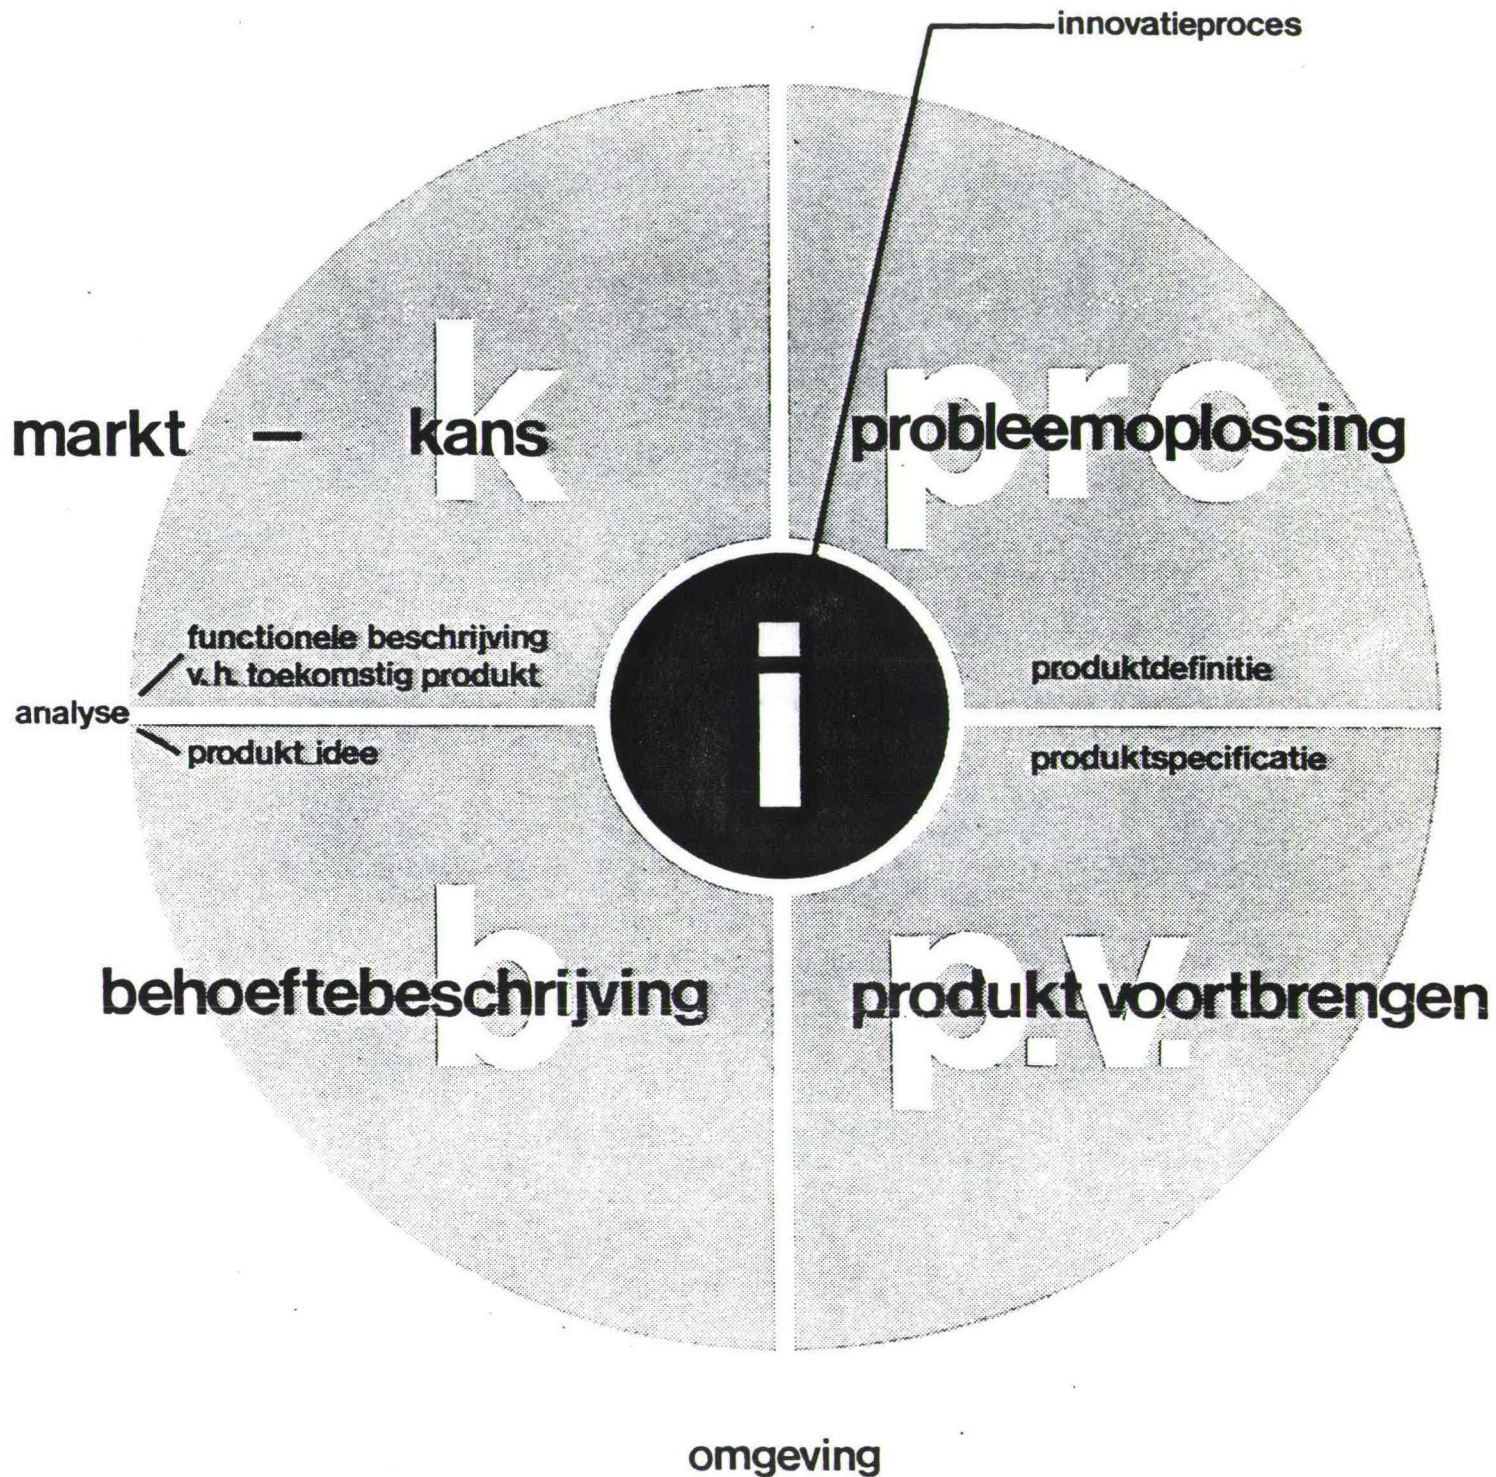 innovatieproces
k
pro
markt — kans
probleemoplossing
functionele beschrijving
v.h. toekomstig produkt
produktdefinitie
analyse
i
produkt idee
produktspecificatie
b
p.v.
behoeftebeschrijving
produkt voortbrengen
omgeving